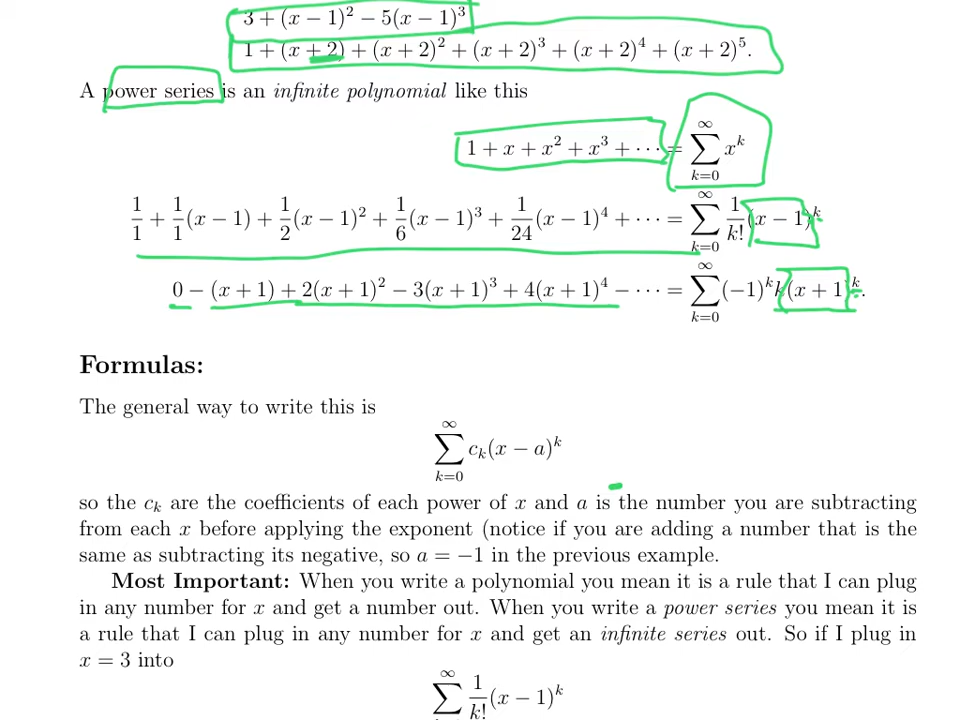 3 + (x − 1)² − 5(x − 1)³
1 + (x + 2) + (x + 2)² + (x + 2)³ + (x + 2)⁴ + (x + 2)⁵.
A power series is an infinite polynomial like this
1 + x + x² + x³ + ⋯ = ∑_{k=0}^{∞} x^k
1/1 + 1/1(x − 1) + 1/2(x − 1)² + 1/6(x − 1)³ + 1/24(x − 1)⁴ + ⋯ = ∑_{k=0}^{∞} 1/k!(x − 1)^k
0 − (x + 1) + 2(x + 1)² − 3(x + 1)³ + 4(x + 1)⁴ − ⋯ = ∑_{k=0}^{∞} (−1)^k k(x + 1)^k.
Formulas:
The general way to write this is
∑_{k=0}^{∞} c_k(x − a)^k
so the c_k are the coefficients of each power of x and a is the number you are subtracting
from each x before applying the exponent (notice if you are adding a number that is the
same as subtracting its negative, so a = −1 in the previous example.
Most Important: When you write a polynomial you mean it is a rule that I can plug
in any number for x and get a number out. When you write a power series you mean it is
a rule that I can plug in any number for x and get an infinite series out. So if I plug in
x = 3 into
∑^{∞} 1/k!(x − 1)^k